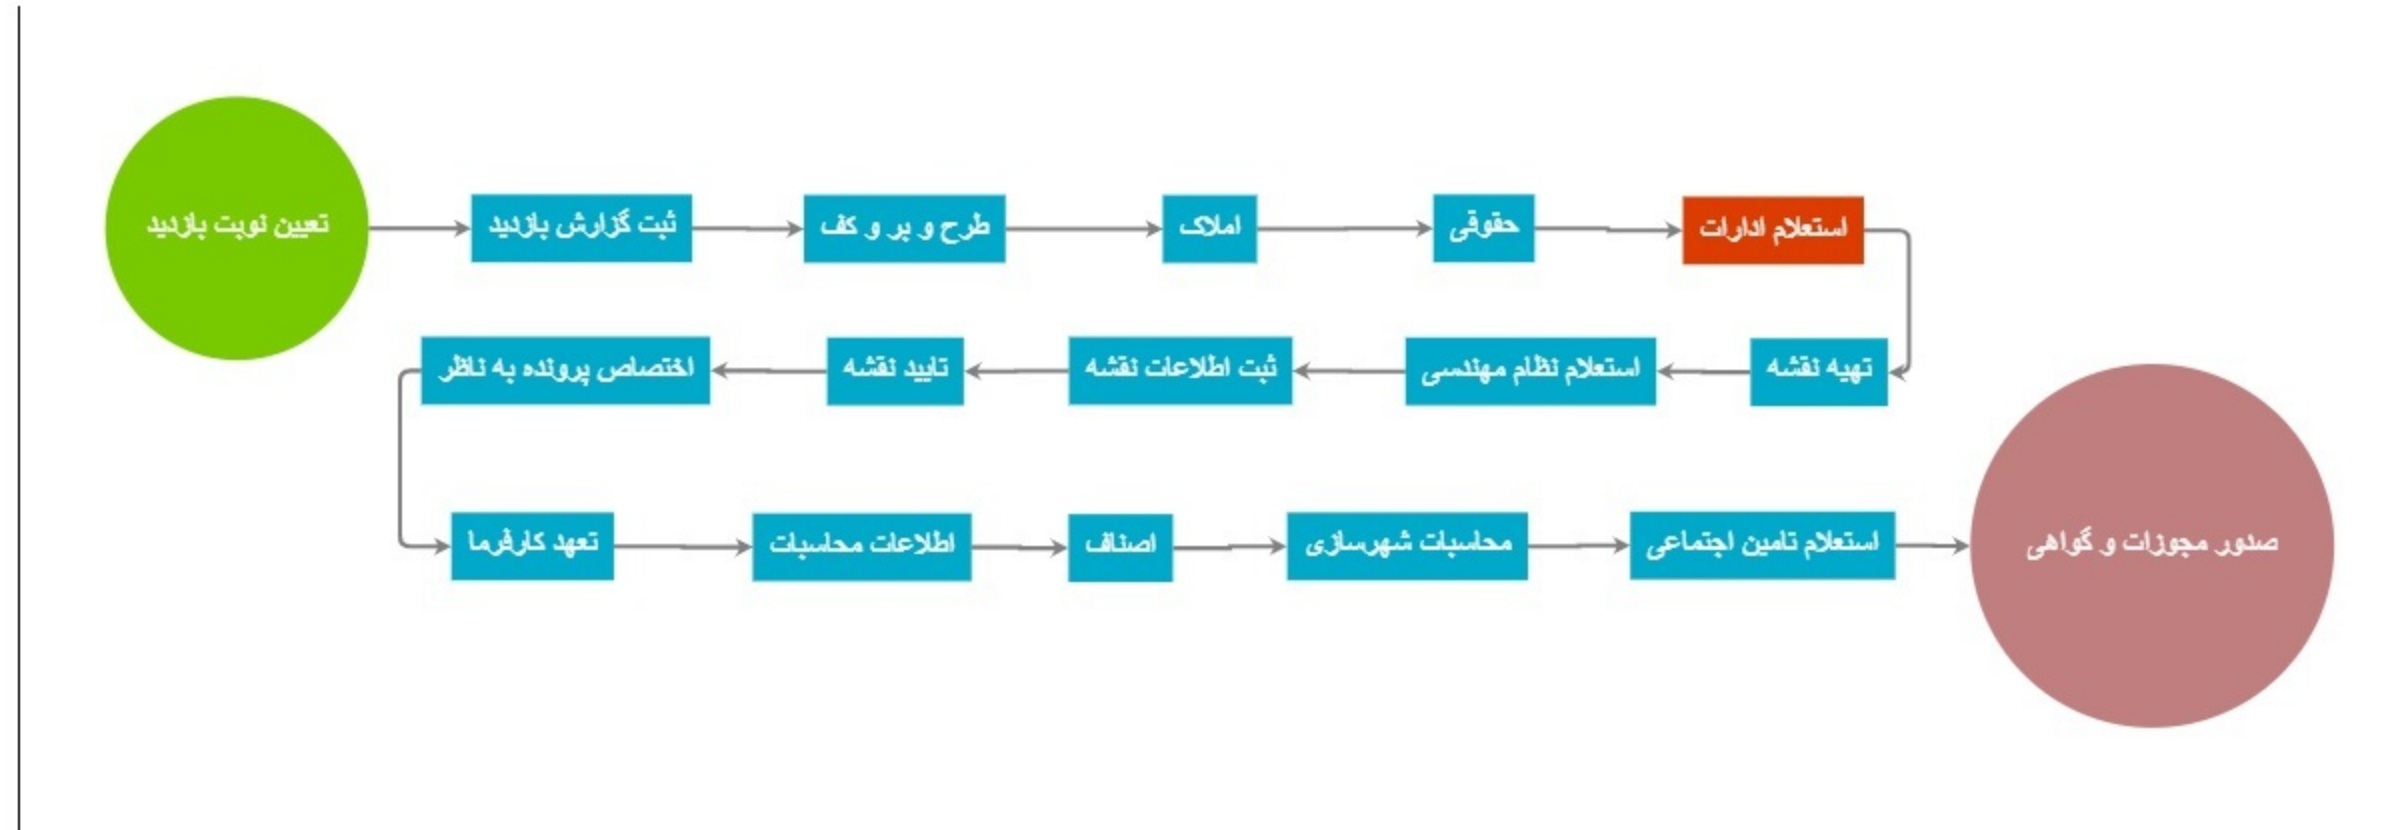 تعیین نوبت بازدید
ثبت گزارش بازدید
طرح و بر و کف
املاک
حقوقی
استعلام ادارات
تهیه نقشه
استعلام نظام مهندسی
ثبت اطلاعات نقشه
تایید نقشه
اختصاص پرونده به ناظر
تعهد کارفرما
اطلاعات محاسبات
اصناف
محاسبات شهرسازی
استعلام تامین اجتماعی
صدور مجوزات و گواهی